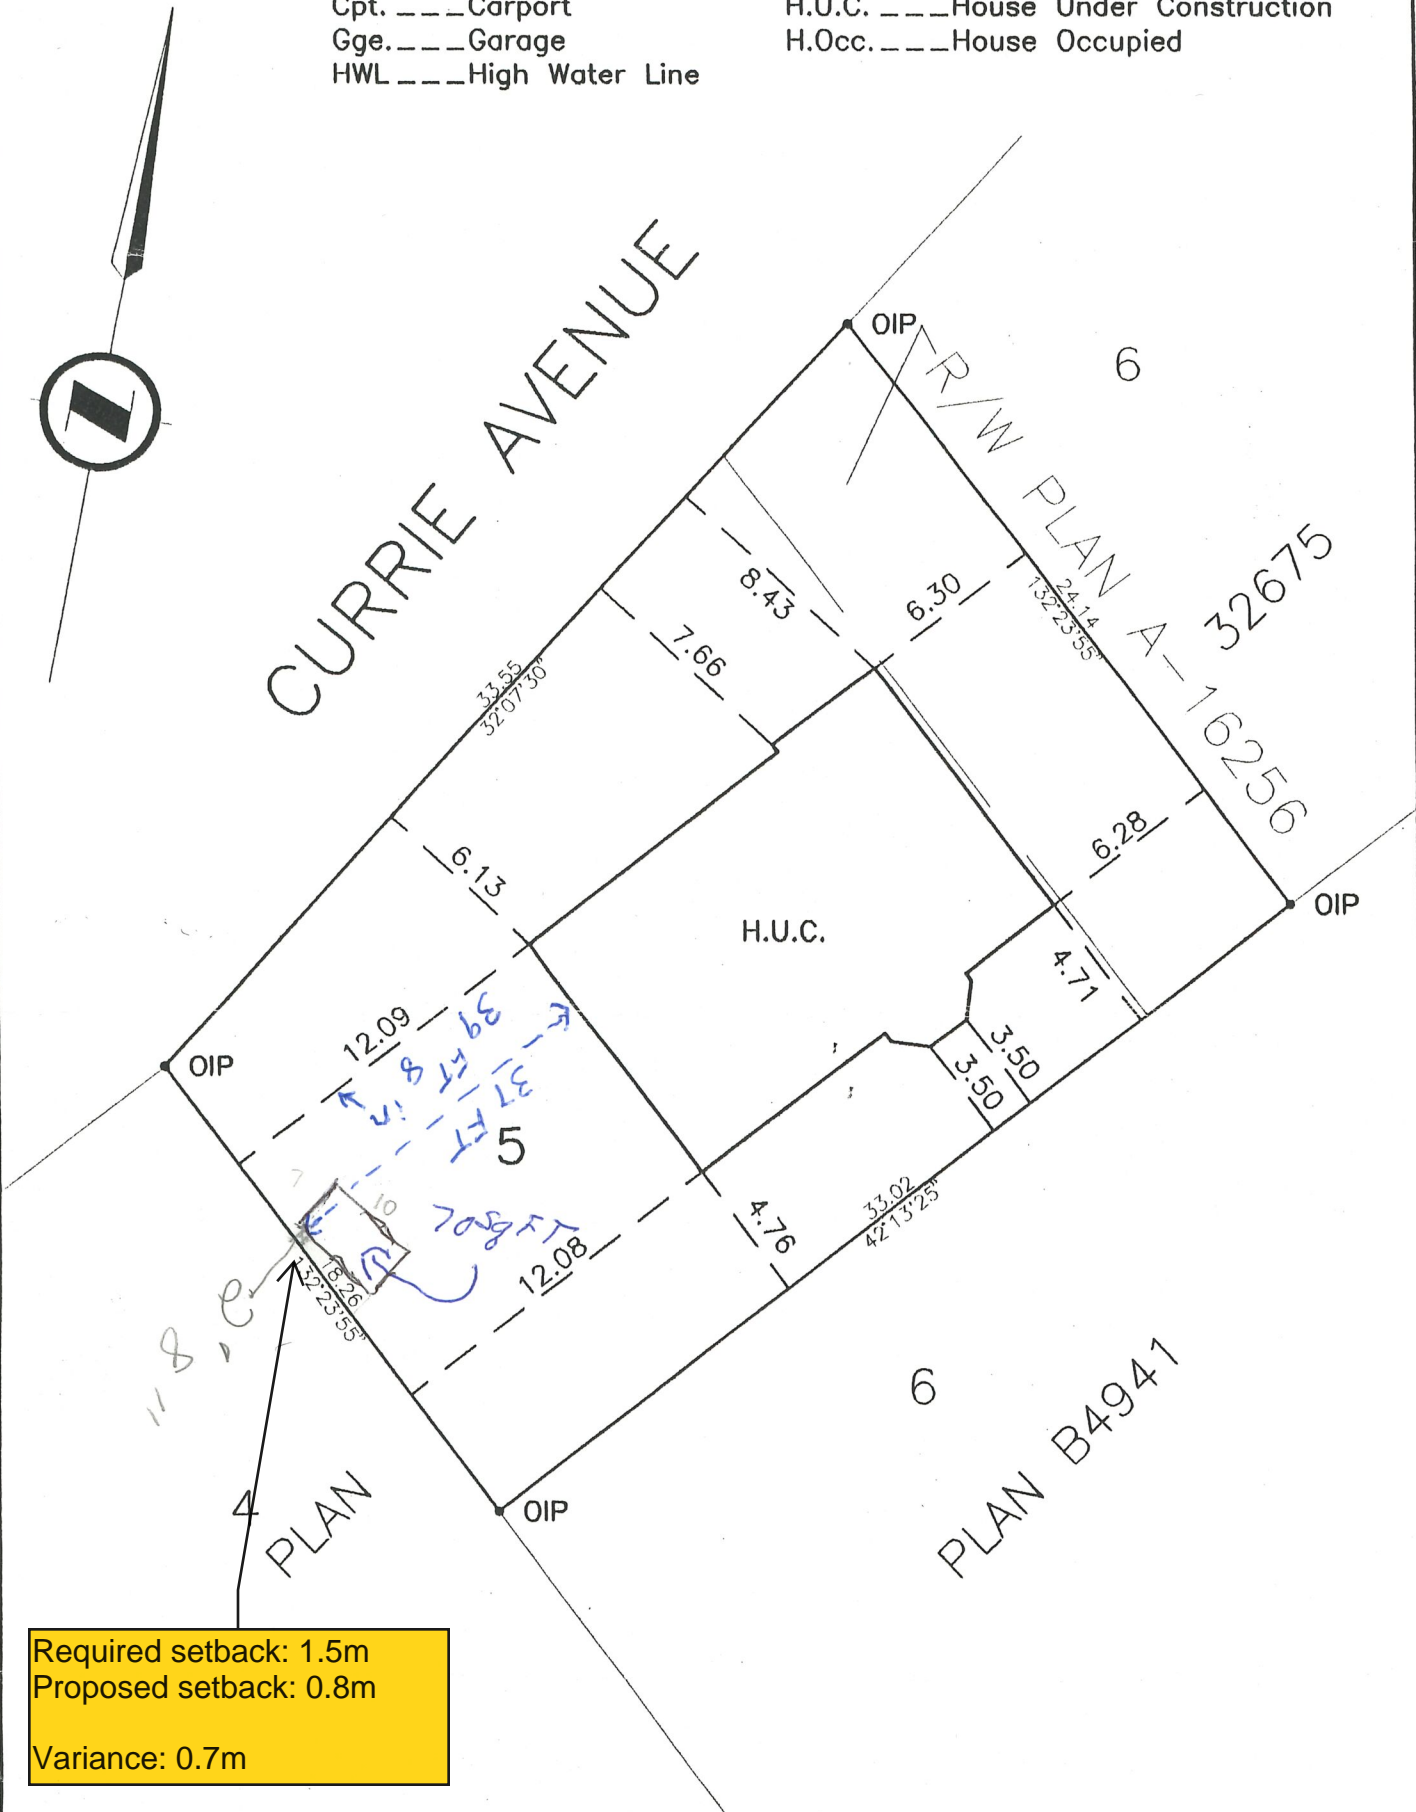 Cpt. ___Carport
Gge.___Garage
HWL___High Water Line
H.U.C. ___House Under Construction
H.Occ.___House Occupied
CURRIE AVENUE
OIP
R/W PLAN A-16256
6
32675
8.43
6.30
24.14
132°23'55"
7.66
33.55
32°07'30"
6.13
6.28
OIP
H.U.C.
4.71
12.09
39 FT 8 in
37 FT
OIP
3.50
3.50
5
7
10
70sqFT
4.76
33.02
42°13'25"
12.08
18.26
132°23'55"
6
PLAN B4941
4
PLAN
OIP
Required setback: 1.5m
Proposed setback: 0.8m
Variance: 0.7m